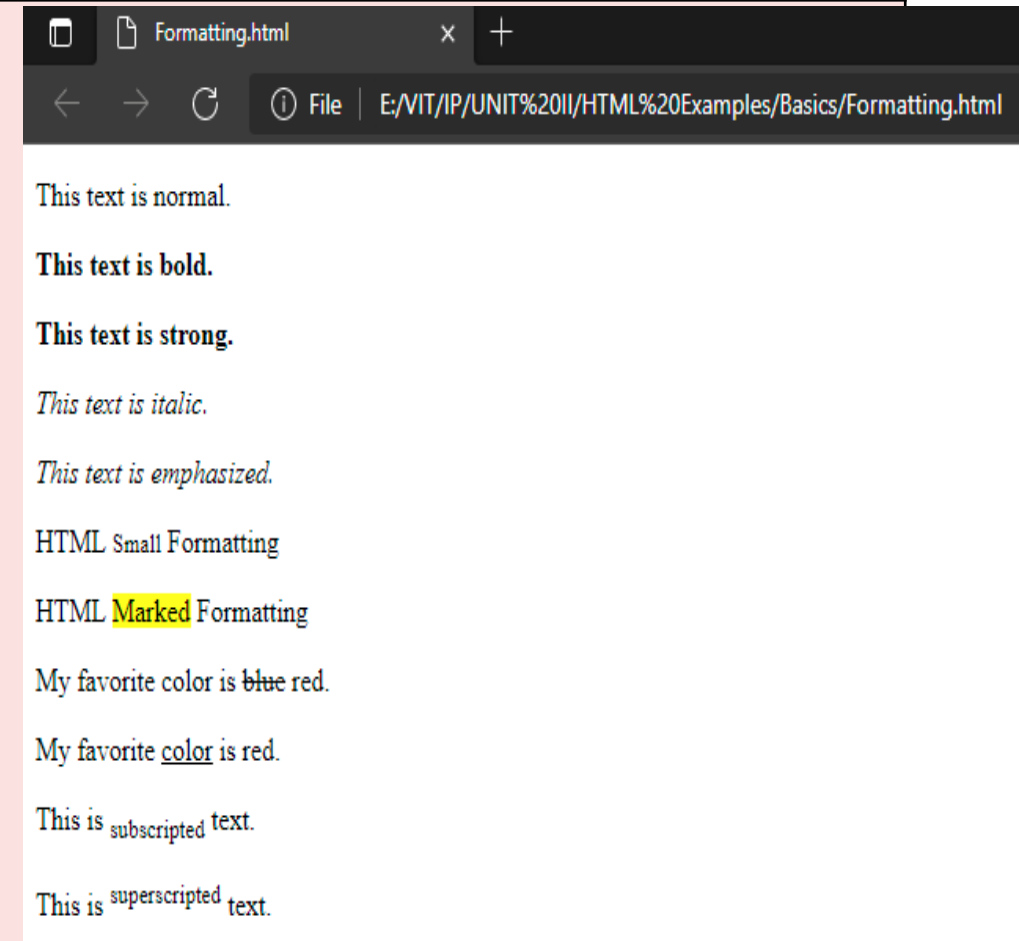 Formatting.html
File E:/VIT/IP/UNIT%20II/HTML%20Examples/Basics/Formatting.html
This text is normal.
This text is bold.
This text is strong.
This text is italic.
This text is emphasized.
HTML Small Formatting
HTML Marked Formatting
My favorite color is blue red.
My favorite color is red.
This is subscripted text.
This is superscripted text.